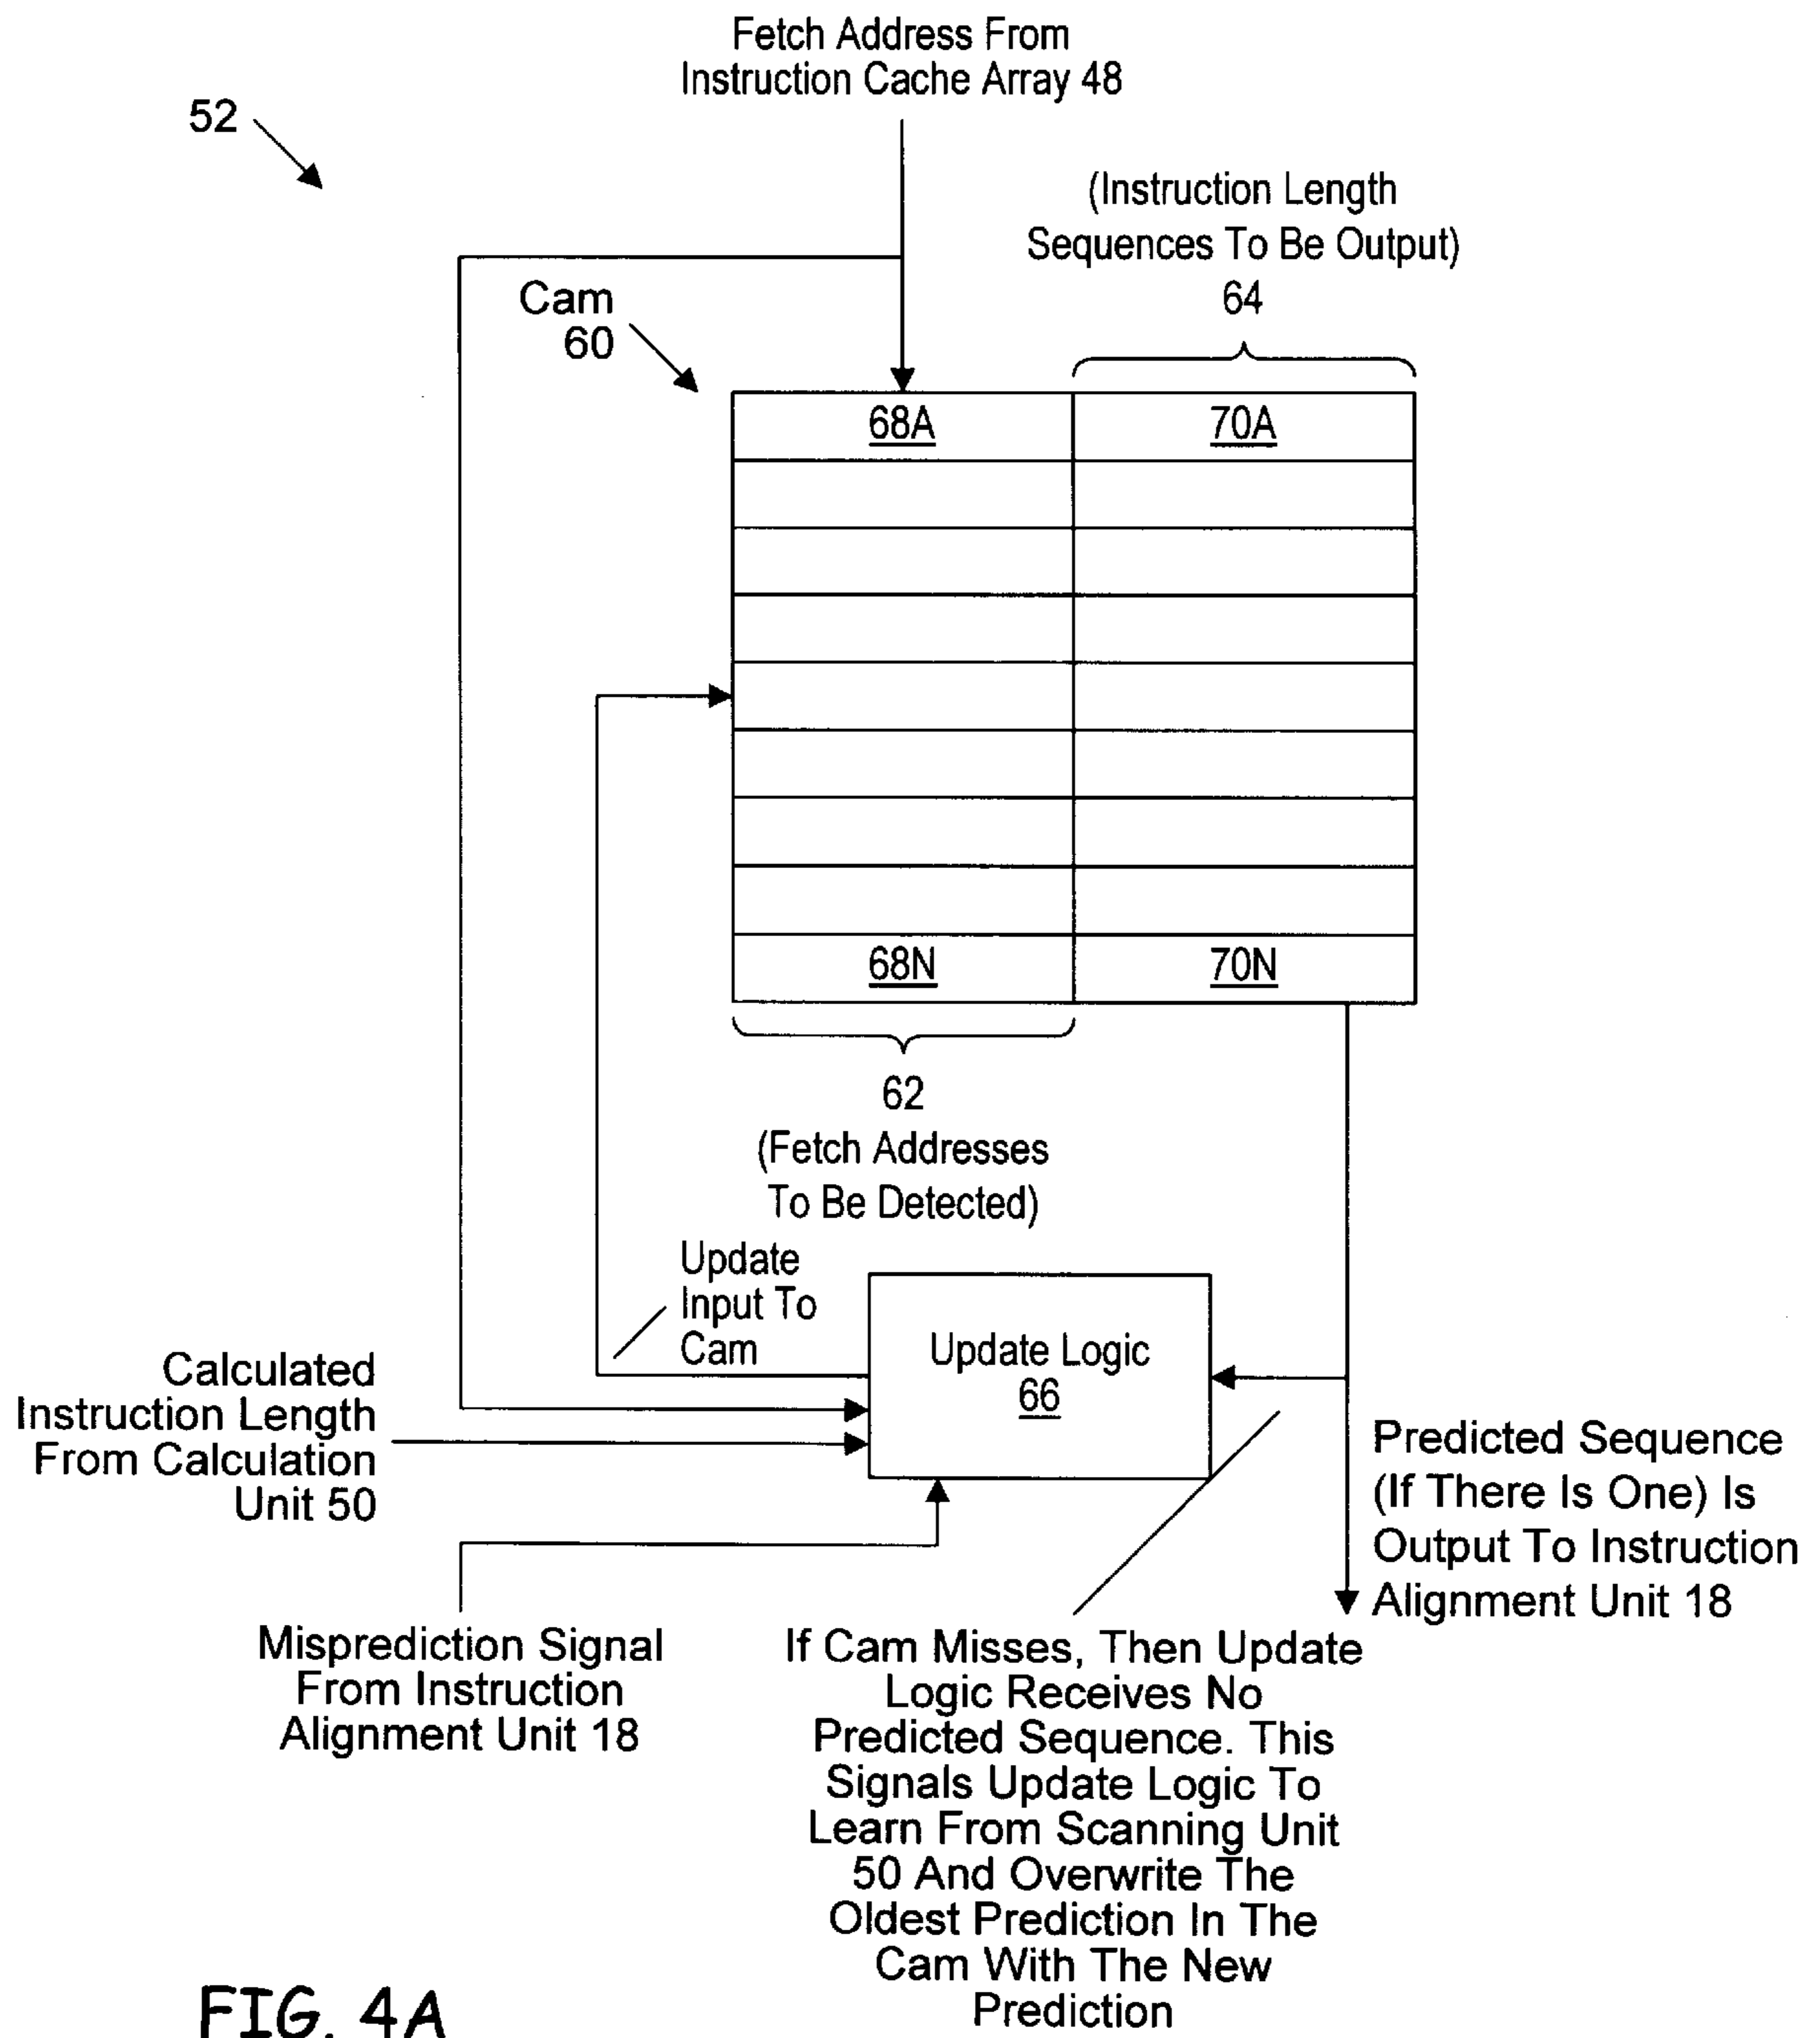 Fetch Address From
Instruction Cache Array 48
52
(Instruction Length
Sequences To Be Output)
64
Cam
60
68A
70A
68N
70N
62
(Fetch Addresses
To Be Detected)
Update
Input To
Cam
Update Logic
66
Calculated
Instruction Length
From Calculation
Unit 50
Predicted Sequence
(If There Is One) Is
Output To Instruction
Alignment Unit 18
Misprediction Signal
From Instruction
Alignment Unit 18
If Cam Misses, Then Update
Logic Receives No
Predicted Sequence. This
Signals Update Logic To
Learn From Scanning Unit
50 And Overwrite The
Oldest Prediction In The
Cam With The New
Prediction
FIG. 4A